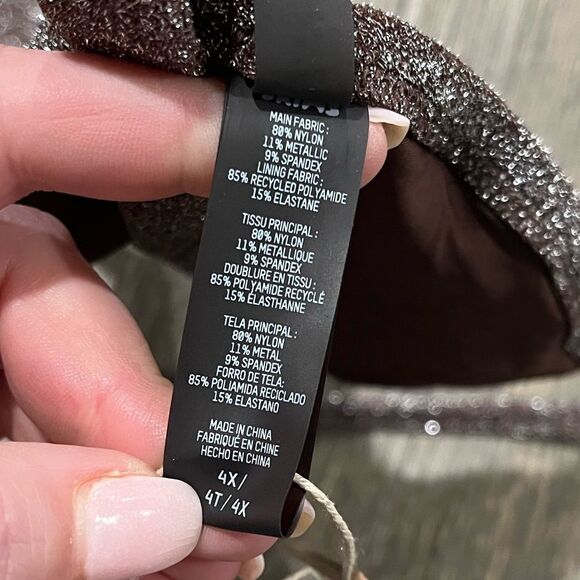 MAIN FABRIC :
80% NYLON
11% METALLIC
9% SPANDEX
LINING FABRIC:
85% RECYCLED POLYAMIDE
15% ELASTANE
TISSU PRINCIPAL :
80% NYLON
11% METALLIQUE
9% SPANDEX
DOUBLURE EN TISSU :
85% POLYAMIDE RECYCLÉ
15% ÉLASTHANNE
TELA PRINCIPAL :
80% NYLON
11% METAL
9% SPANDEX
FORRO DE TELA:
85% POLIAMIDA RECICLADO
15% ELASTANO
MADE IN CHINA
FABRIQUÉ EN CHINE
HECHO EN CHINA
4X/
4T/4X